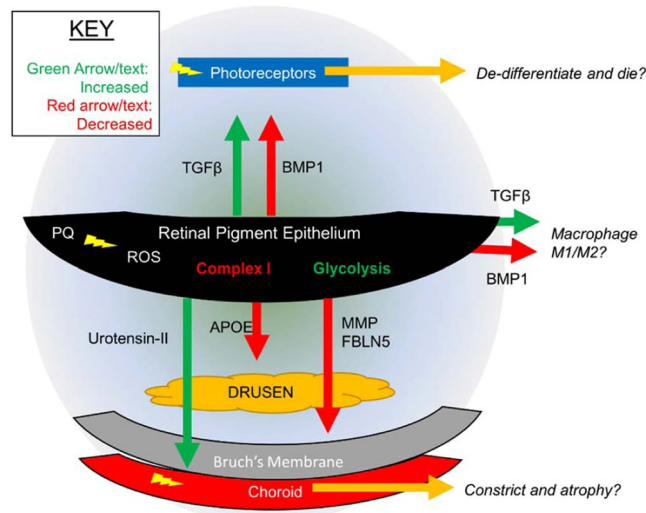 KEY
Green Arrow/text:
Increased
Red arrow/text:
Decreased
Photoreceptors
De-differentiate and die?
TGFβ
BMP1
TGFβ
PQ
Retinal Pigment Epithelium
ROS
Macrophage
M1/M2?
Complex I
Glycolysis
BMP1
Urotensin-II
APOE
MMP
FBLN5
DRUSEN
Bruch's Membrane
Choroid
Constrict and atrophy?